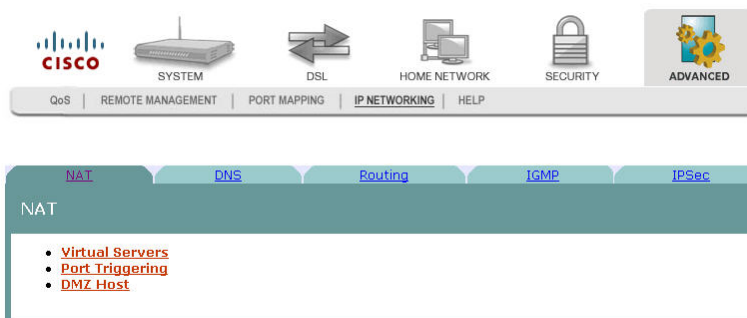 CISCO
SYSTEM DSL HOME NETWORK SECURITY ADVANCED
QoS | REMOTE MANAGEMENT | PORT MAPPING | IP NETWORKING | HELP
NAT DNS Routing IGMP IPSec
NAT
Virtual Servers
Port Triggering
DMZ Host